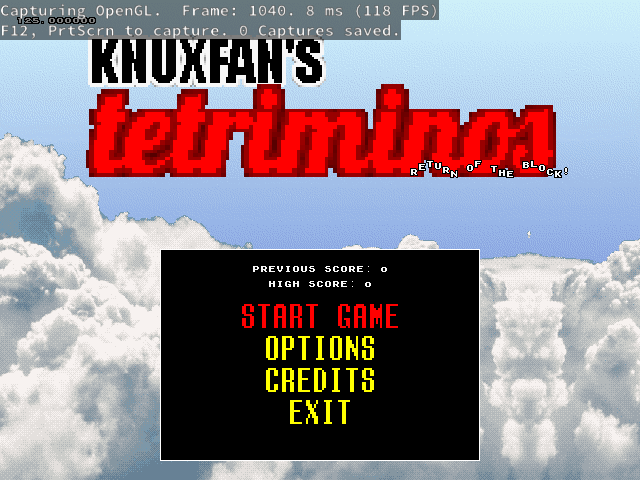 Capturing OpenGL.  Frame: 1040. 8 ms (118 FPS)
125.000000
F12, PrtScrn to capture. 0 Captures saved.
KNUXFAN'S
tetriminos
RETURN OF THE BLOCK!
PREVIOUS SCORE: 0
HIGH SCORE: 0
START GAME
OPTIONS
CREDITS
EXIT